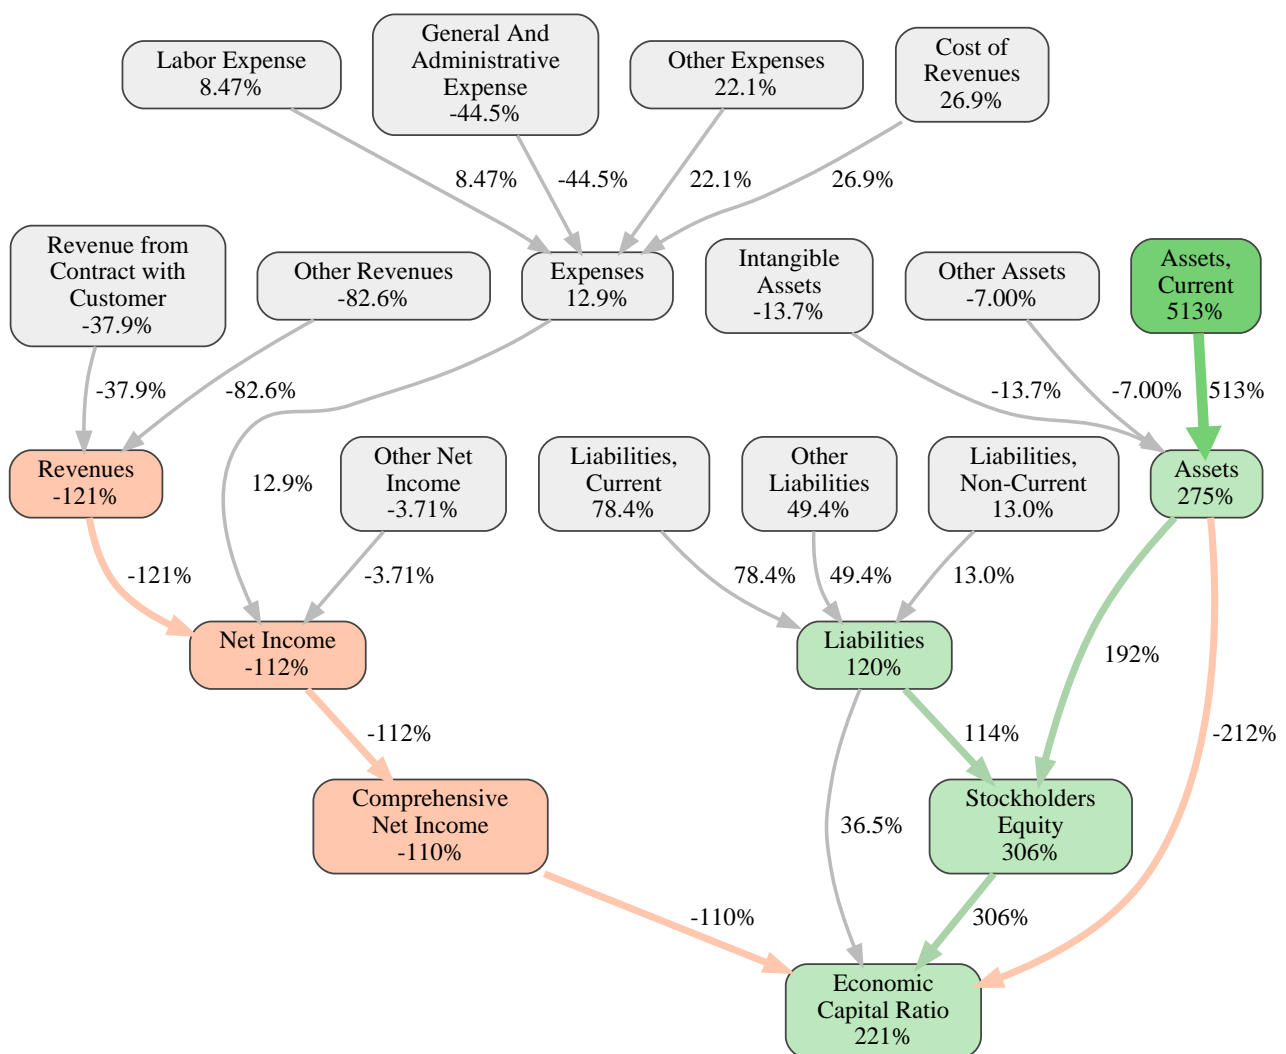 Labor Expense
8.47%
General And
Administrative
Expense
-44.5%
Other Expenses
22.1%
Cost of
Revenues
26.9%
8.47%
-44.5%
22.1%
26.9%
Revenue from
Contract with
Customer
-37.9%
Other Revenues
-82.6%
Expenses
12.9%
Intangible
Assets
-13.7%
Other Assets
-7.00%
Assets,
Current
513%
-37.9%
-82.6%
-13.7%
-7.00%
513%
Revenues
-121%
12.9%
Other Net
Income
-3.71%
Liabilities,
Current
78.4%
Other
Liabilities
49.4%
Liabilities,
Non-Current
13.0%
Assets
275%
-121%
-3.71%
78.4%
49.4%
13.0%
Net Income
-112%
Liabilities
120%
192%
-112%
114%
-212%
Comprehensive
Net Income
-110%
36.5%
Stockholders
Equity
306%
-110%
306%
Economic
Capital Ratio
221%